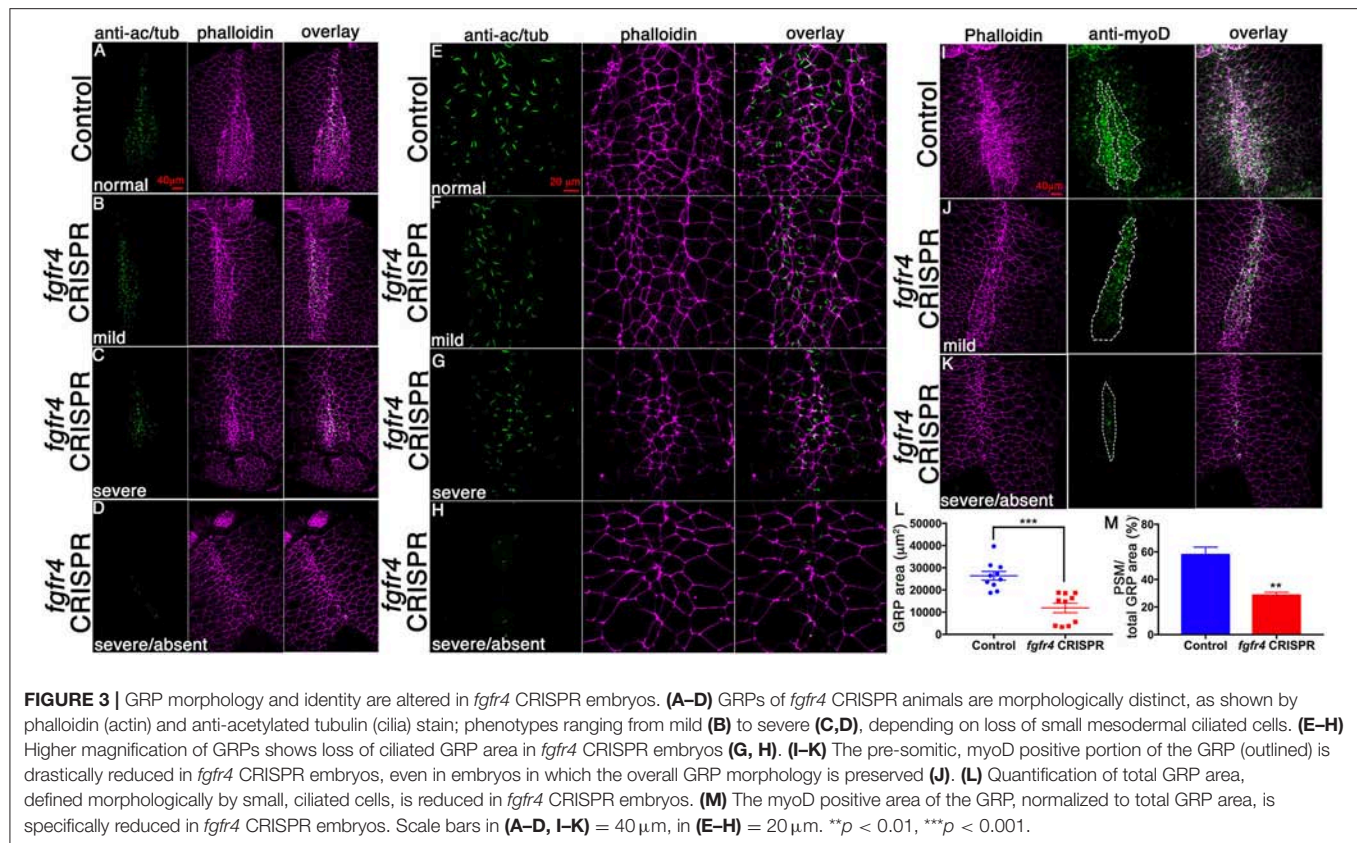 anti-ac/tub phalloidin overlay
Control
A
40μm
normal
fgfr4
CRISPR
B
mild
fgfr4
CRISPR
C
severe
fgfr4
CRISPR
D
severe/absent
anti-ac/tub phalloidin overlay
Control
E
20 μm
normal
fgfr4
CRISPR
F
mild
fgfr4
CRISPR
G
severe
fgfr4
CRISPR
H
severe/absent
Phalloidin anti-myoD overlay
Control
I
40μm
fgfr4
CRISPR
J
mild
fgfr4
CRISPR
K
severe/absent
L
GRP area (μm²)
50000
40000
30000
20000
10000
0
***
Control fgfr4 CRISPR
M
PSM/
total GRP area (%)
80
60
40
20
0
**
Control fgfr4 CRISPR
FIGURE 3 | GRP morphology and identity are altered in fgfr4 CRISPR embryos. (A–D) GRPs of fgfr4 CRISPR animals are morphologically distinct, as shown by
phalloidin (actin) and anti-acetylated tubulin (cilia) stain; phenotypes ranging from mild (B) to severe (C,D), depending on loss of small mesodermal ciliated cells. (E–H)
Higher magnification of GRPs shows loss of ciliated GRP area in fgfr4 CRISPR embryos (G, H). (I–K) The pre-somitic, myoD positive portion of the GRP (outlined) is
drastically reduced in fgfr4 CRISPR embryos, even in embryos in which the overall GRP morphology is preserved (J). (L) Quantification of total GRP area,
defined morphologically by small, ciliated cells, is reduced in fgfr4 CRISPR embryos. (M) The myoD positive area of the GRP, normalized to total GRP area, is
specifically reduced in fgfr4 CRISPR embryos. Scale bars in (A–D, I–K) = 40 μm, in (E–H) = 20 μm. **p < 0.01, ***p < 0.001.